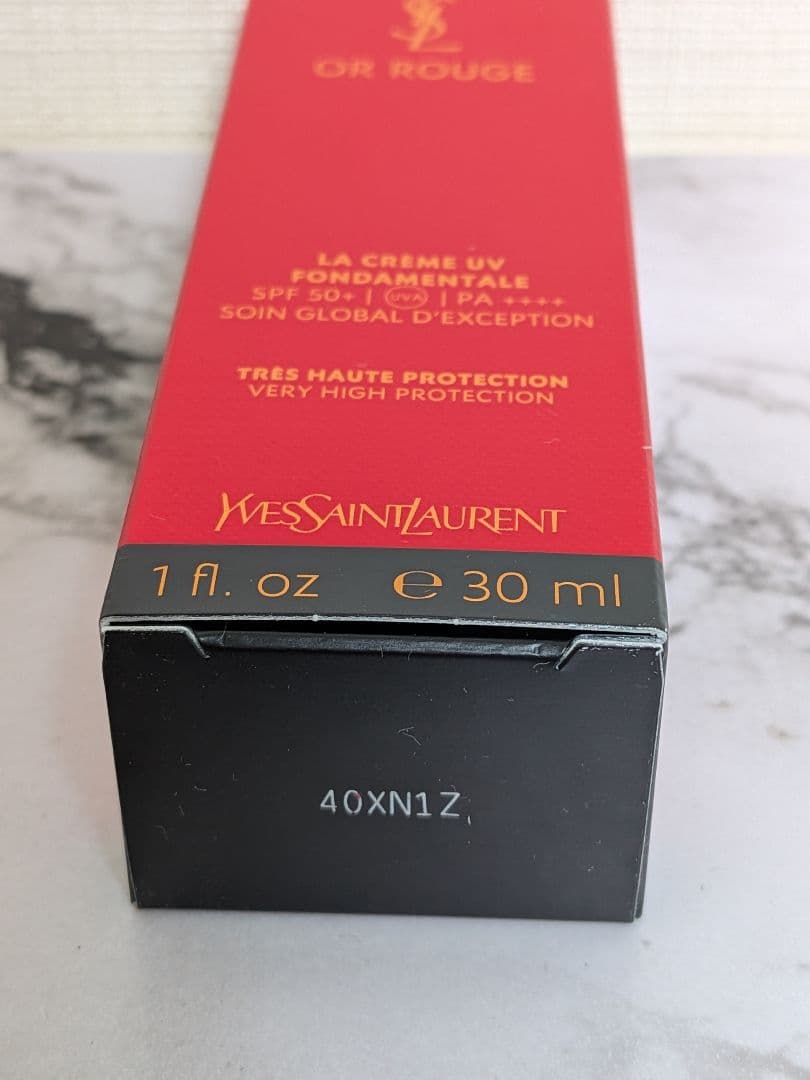 YSL
OR ROUGE
LA CRÈME UV
FONDAMENTALE
SPF 50+ | UVA | PA ++++
SOIN GLOBAL D'EXCEPTION
TRÈS HAUTE PROTECTION
VERY HIGH PROTECTION
YVESSAINTLAURENT
1 fl. oz ℮ 30 ml
40XN1Z